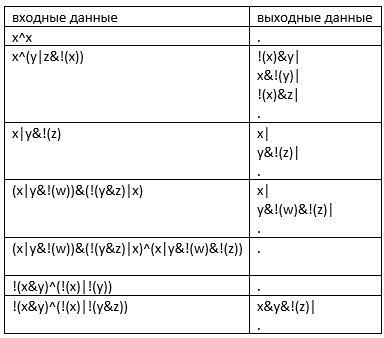 входные данные выходные данные
x^x .
x^(y|z&!(x)) !(x)&y|
x&!(y)|
!(x)&z|
.
x|y&!(z) x|
y&!(z)|
.
(x|y&!(w))&(!(y&z)|x) x|
y&!(w)&!(z)|
.
(x|y&!(w))&(!(y&z)|x)^(x|y&!(w)&!(z)) .
!(x&y)^(!(x)|!(y)) .
!(x&y)^(!(x)|!(y&z)) x&y&!(z)|
.